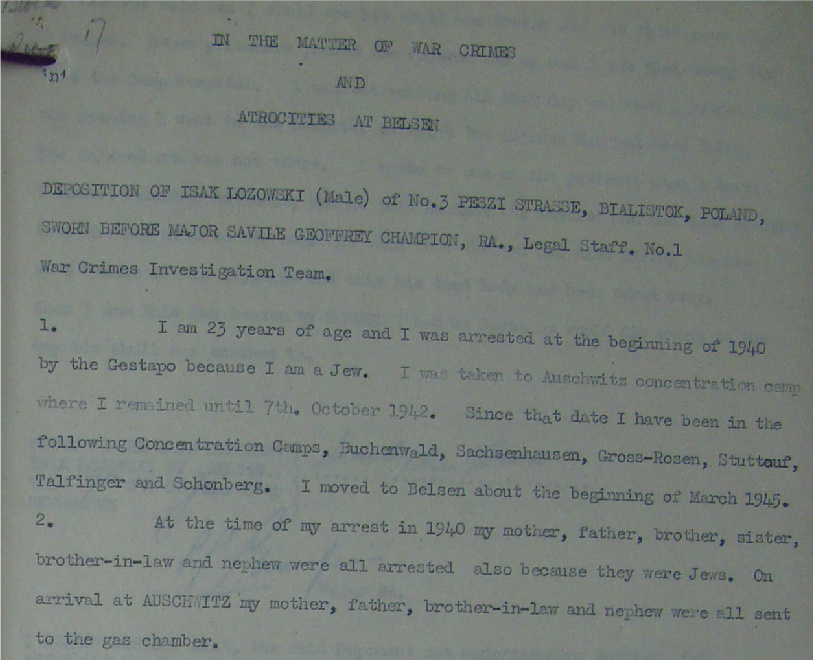 17
"n"
IN THE MATTER OF WAR CRIMES
AND
ATROCITIES AT BELSEN
DEPOSITION OF ISAK LOZOWSKI (Male) of No.3 PESZI STRASSE, BIALISTOK, POLAND,
SWORN BEFORE MAJOR SAVILE GEOFFREY CHAMPION, RA., Legal Staff. No.1
War Crimes Investigation Team.
1. I am 23 years of age and I was arrested at the beginning of 1940
by the Gestapo because I am a Jew. I was taken to Auschwitz concentration camp
where I remained until 7th. October 1942. Since that date I have been in the
following Concentration Camps, Buchenwald, Sachsenhausen, Gross-Rosen, Stuttouf,
Talfinger and Schonberg. I moved to Belsen about the beginning of March 1945.
2. At the time of my arrest in 1940 my mother, father, brother, sister,
brother-in-law and nephew were all arrested also because they were Jews. On
arrival at AUSCHWITZ my mother, father, brother-in-law and nephew were all sent
to the gas chamber.